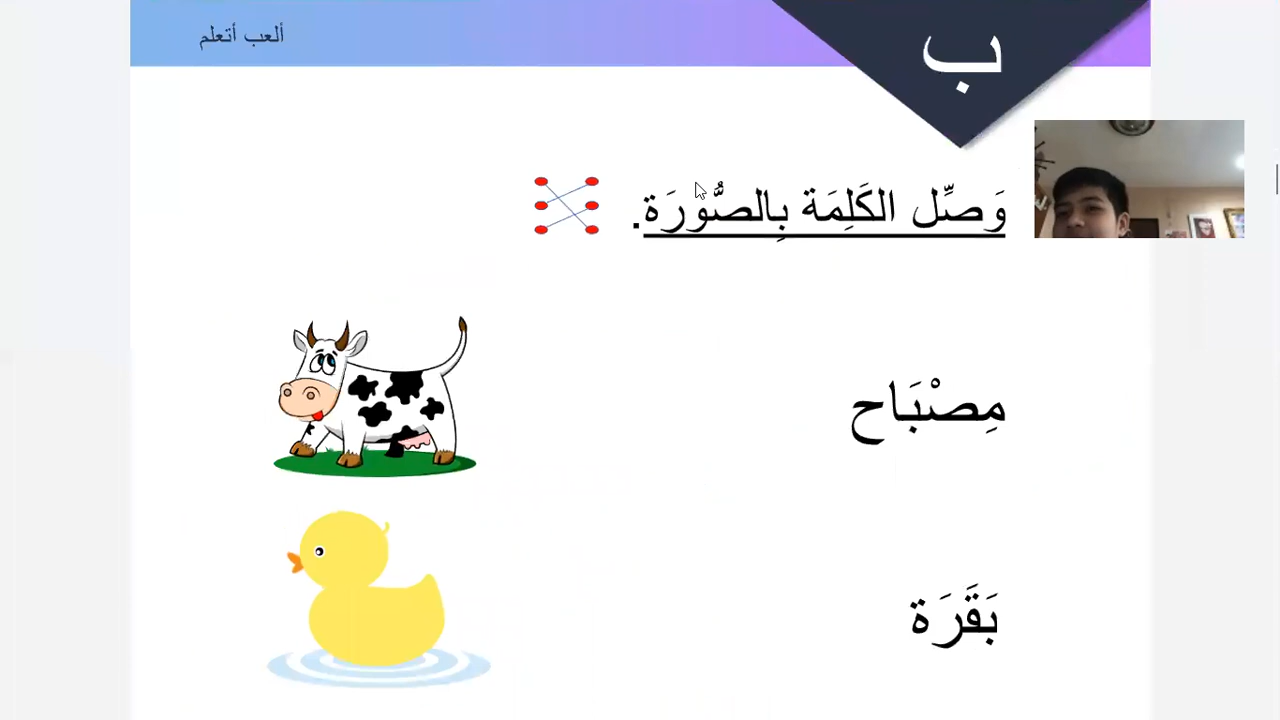 ألعب أتعلم
ب
وَصِّل الكَلِمَة بِالصُّورَة.
مِصْبَاح
بَقَرَة